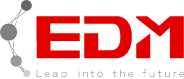 EDM
Leap into the future